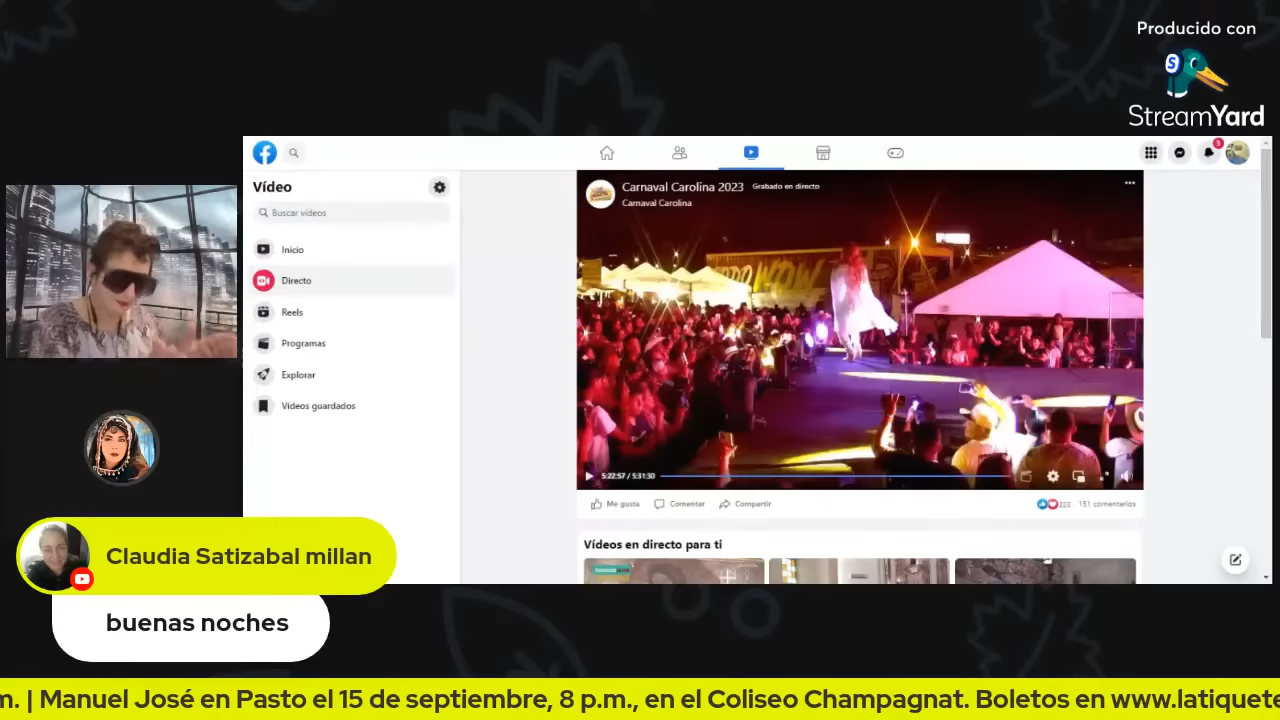 Producido con
StreamYard
Vídeo
Buscar vídeos
Inicio
Directo
Reels
Programas
Explorar
Vídeos guardados
3
Carnaval Carolina 2023 Grabado en directo
Carnaval Carolina
WOW
5:22:57 / 5:31:30
Me gusta Comentar Compartir
223 · 151 comentarios
Vídeos en directo para ti
Claudia Satizabal millan
buenas noches
m. | Manuel José en Pasto el 15 de septiembre, 8 p.m., en el Coliseo Champagnat. Boletos en www.latiquete